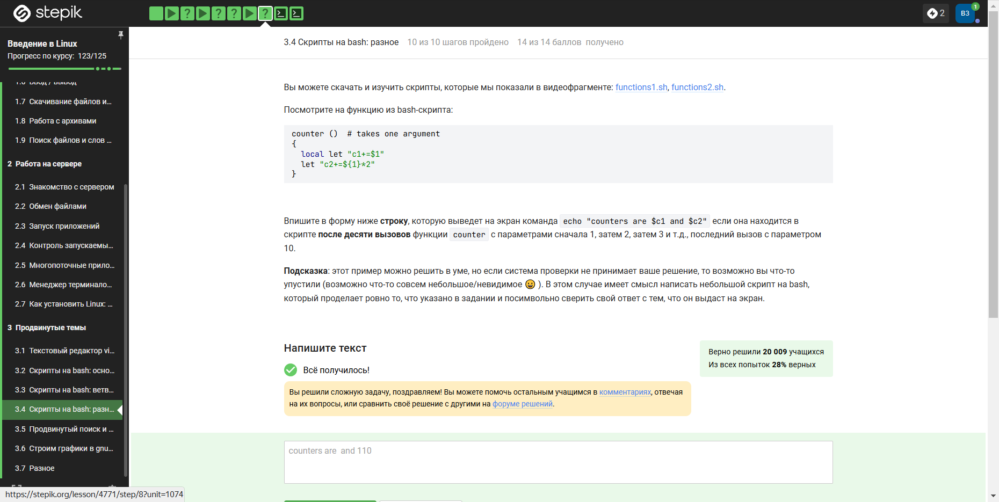 stepik
2
ВЗ
1
Введение в Linux
Прогресс по курсу: 123/125
1.6 Ввод / Вывод
1.7 Скачивание файлов и...
1.8 Работа с архивами
1.9 Поиск файлов и слов ...
2 Работа на сервере
2.1 Знакомство с сервером
2.2 Обмен файлами
2.3 Запуск приложений
2.4 Контроль запускаемы...
2.5 Многопоточные прило...
2.6 Менеджер терминало...
2.7 Как установить Linux: ...
3 Продвинутые темы
3.1 Текстовый редактор vi...
3.2 Скрипты на bash: осно...
3.3 Скрипты на bash: ветв...
3.4 Скрипты на bash: разн...
3.5 Продвинутый поиск и ...
3.6 Строим графики в gnu...
3.7 Разное
https://stepik.org/lesson/4771/step/8?unit=1074
3.4 Скрипты на bash: разное 10 из 10 шагов пройдено 14 из 14 баллов получено
Вы можете скачать и изучить скрипты, которые мы показали в видеофрагменте: functions1.sh, functions2.sh.
Посмотрите на функцию из bash-скрипта:
counter () # takes one argument
{
local let "c1+=$1"
let "c2+=${1}*2"
}
Впишите в форму ниже строку, которую выведет на экран команда echo "counters are $c1 and $c2" если она находится в
скрипте после десяти вызовов функции counter с параметрами сначала 1, затем 2, затем 3 и т.д., последний вызов с параметром
10.
Подсказка: этот пример можно решить в уме, но если система проверки не принимает ваше решение, то возможно вы что-то
упустили (возможно что-то совсем небольшое/невидимое 😀 ). В этом случае имеет смысл написать небольшой скрипт на bash,
который проделает ровно то, что указано в задании и посимвольно сверить свой ответ с тем, что он выдаст на экран.
Напишите текст
Верно решили 20 009 учащихся
Из всех попыток 28% верных
Всё получилось!
Вы решили сложную задачу, поздравляем! Вы можете помочь остальным учащимся в комментариях, отвечая
на их вопросы, или сравнить своё решение с другими на форуме решений.
counters are  and 110